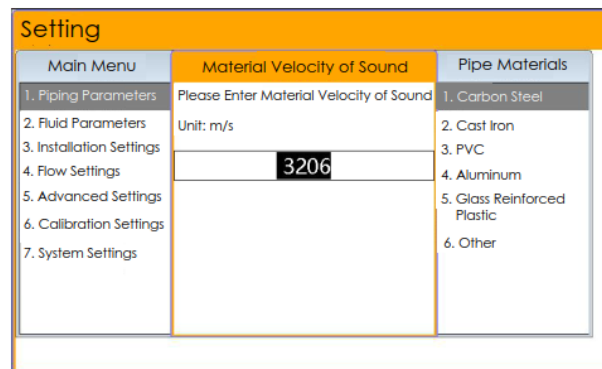 Setting
Main Menu
1. Piping Parameters
2. Fluid Parameters
3. Installation Settings
4. Flow Settings
5. Advanced Settings
6. Calibration Settings
7. System Settings
Material Velocity of Sound
Please Enter Material Velocity of Sound
Unit: m/s
3206
Pipe Materials
1. Carbon Steel
2. Cast Iron
3. PVC
4. Aluminum
5. Glass Reinforced
Plastic
6. Other